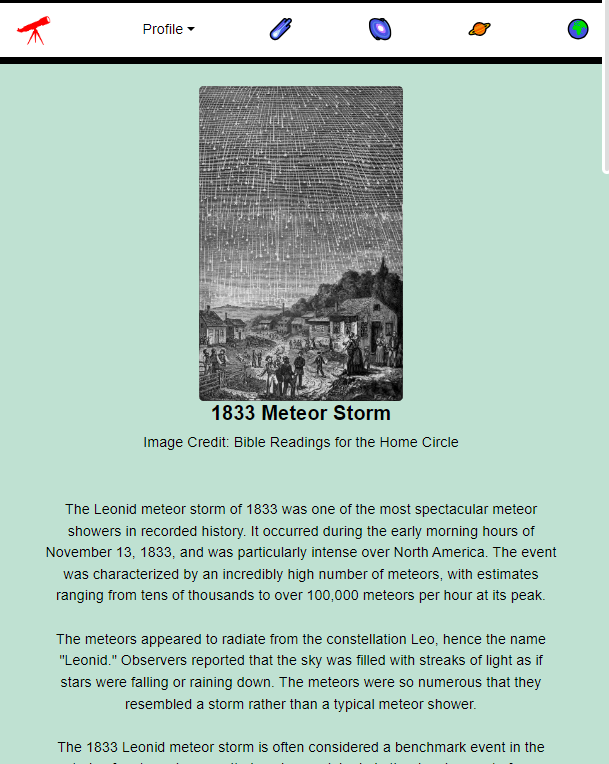 Profile
1833 Meteor Storm
Image Credit: Bible Readings for the Home Circle
The Leonid meteor storm of 1833 was one of the most spectacular meteor
showers in recorded history. It occurred during the early morning hours of
November 13, 1833, and was particularly intense over North America. The event
was characterized by an incredibly high number of meteors, with estimates
ranging from tens of thousands to over 100,000 meteors per hour at its peak.
The meteors appeared to radiate from the constellation Leo, hence the name
"Leonid." Observers reported that the sky was filled with streaks of light as if
stars were falling or raining down. The meteors were so numerous that they
resembled a storm rather than a typical meteor shower.
The 1833 Leonid meteor storm is often considered a benchmark event in the